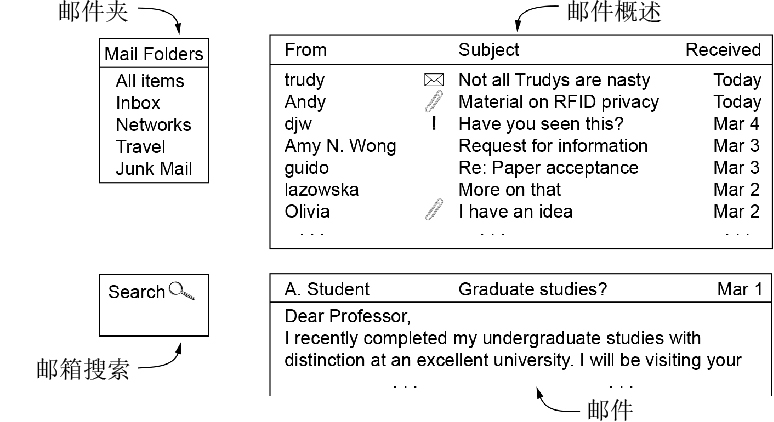 邮件夹
邮件概述
Mail Folders
All items
Inbox
Networks
Travel
Junk Mail
From Subject Received
trudy Not all Trudys are nasty Today
Andy Material on RFID privacy Today
djw ! Have you seen this? Mar 4
Amy N. Wong Request for information Mar 3
guido Re: Paper acceptance Mar 3
lazowska More on that Mar 2
Olivia I have an idea Mar 2
. . . . . . . . .
Search
邮箱搜索
A. Student Graduate studies? Mar 1
Dear Professor,
I recently completed my undergraduate studies with
distinction at an excellent university. I will be visiting your
. . . . . .
邮件